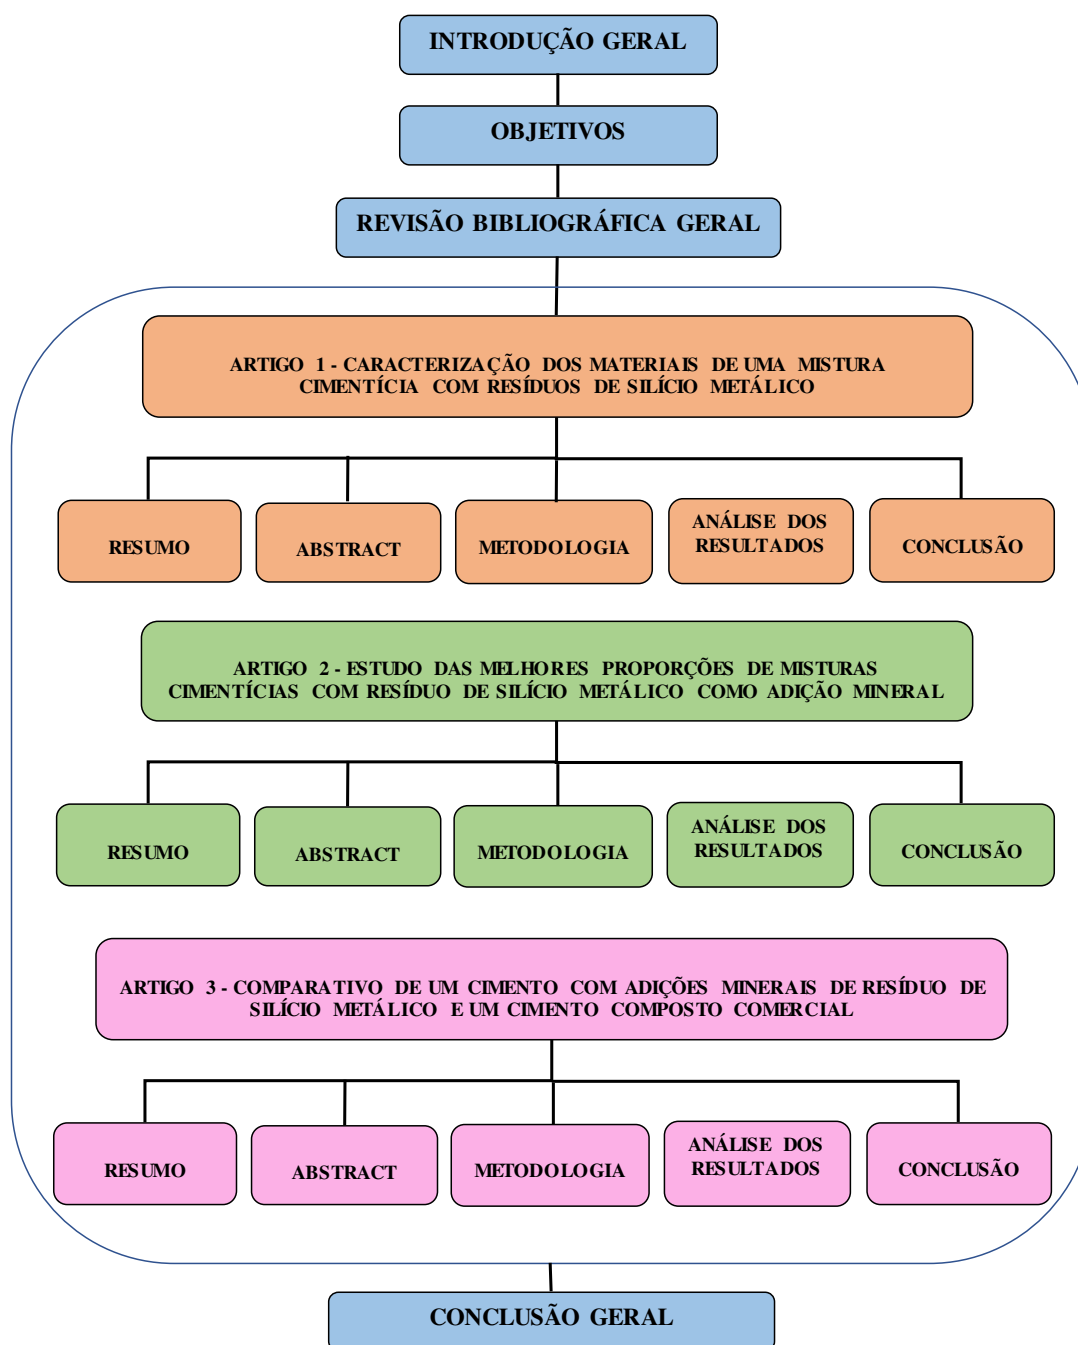 INTRODUÇÃO GERAL
OBJETIVOS
REVISÃO BIBLIOGRÁFICA GERAL
ARTIGO 1 - CARACTERIZAÇÃO DOS MATERIAIS DE UMA MISTURA
CIMENTÍCIA COM RESÍDUOS DE SILÍCIO METÁLICO
RESUMO
ABSTRACT
METODOLOGIA
ANÁLISE DOS
RESULTADOS
CONCLUSÃO
ARTIGO 2 - ESTUDO DAS MELHORES PROPORÇÕES DE MISTURAS
CIMENTÍCIAS COM RESÍDUO DE SILÍCIO METÁLICO COMO ADIÇÃO MINERAL
RESUMO
ABSTRACT
METODOLOGIA
ANÁLISE DOS
RESULTADOS
CONCLUSÃO
ARTIGO 3 - COMPARATIVO DE UM CIMENTO COM ADIÇÕES MINERAIS DE RESÍDUO DE
SILÍCIO METÁLICO E UM CIMENTO COMPOSTO COMERCIAL
RESUMO
ABSTRACT
METODOLOGIA
ANÁLISE DOS
RESULTADOS
CONCLUSÃO
CONCLUSÃO GERAL